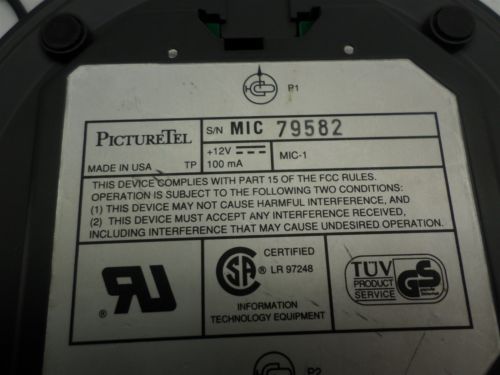 P1
PICTURETEL
S/N MIC 79582
MADE IN USA TP
+12V
100 mA
MIC-1
THIS DEVICE COMPLIES WITH PART 15 OF THE FCC RULES.
OPERATION IS SUBJECT TO THE FOLLOWING TWO CONDITIONS:
(1) THIS DEVICE MAY NOT CAUSE HARMFUL INTERFERENCE, AND
(2) THIS DEVICE MUST ACCEPT ANY INTERFERENCE RECEIVED,
INCLUDING INTERFERENCE THAT MAY CAUSE UNDESIRED OPERATION.
RU ®
SA ®
CERTIFIED
LR 97248
INFORMATION
TECHNOLOGY EQUIPMENT
TÜV
PRODUCT
SERVICE
GS
P2